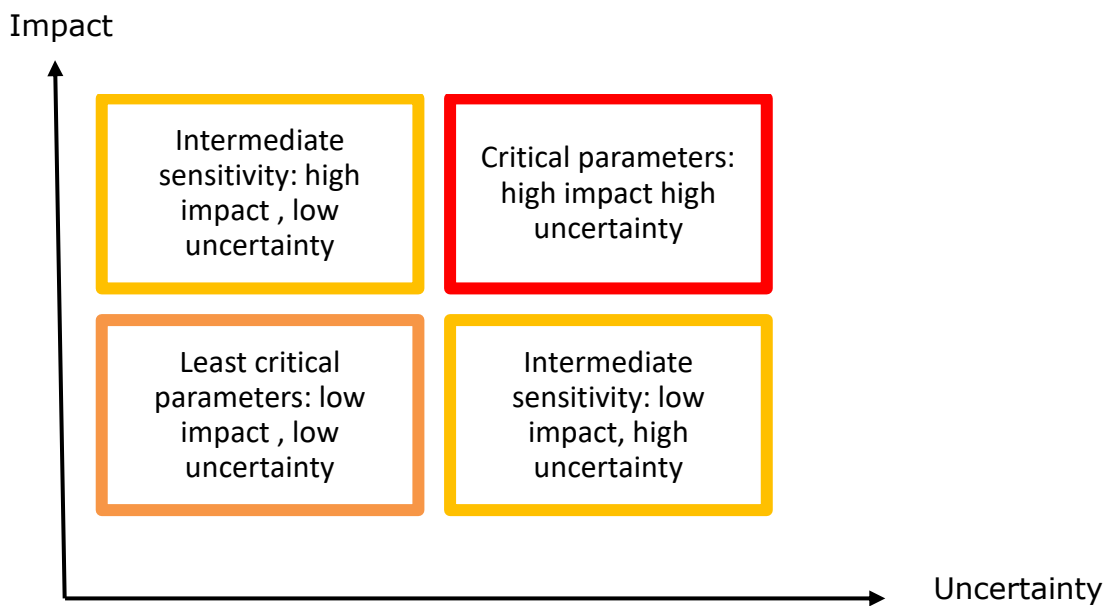 Impact
Intermediate
sensitivity: high
impact , low
uncertainty
Critical parameters:
high impact high
uncertainty
Least critical
parameters: low
impact , low
uncertainty
Intermediate
sensitivity: low
impact, high
uncertainty
Uncertainty